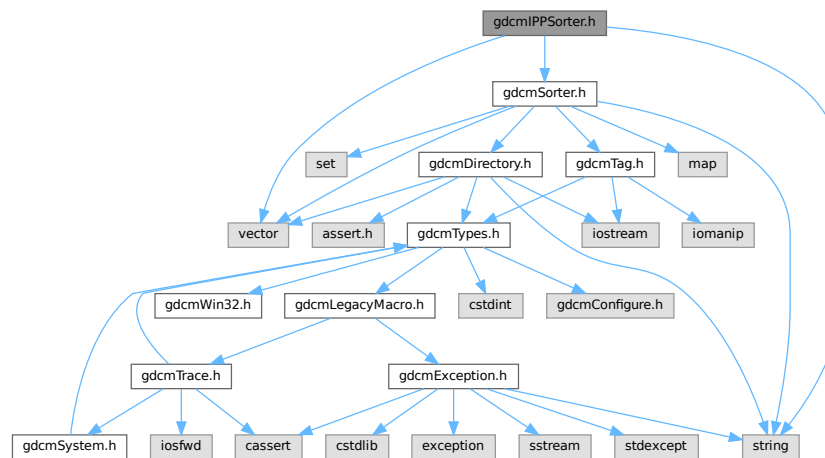 gdcmIPPSorter.h
gdcmSorter.h
set
gdcmDirectory.h
gdcmTag.h
map
vector
assert.h
gdcmTypes.h
iostream
iomanip
gdcmWin32.h
gdcmLegacyMacro.h
cstdint
gdcmConfigure.h
gdcmTrace.h
gdcmException.h
gdcmSystem.h
iosfwd
cassert
cstdlib
exception
sstream
stdexcept
string